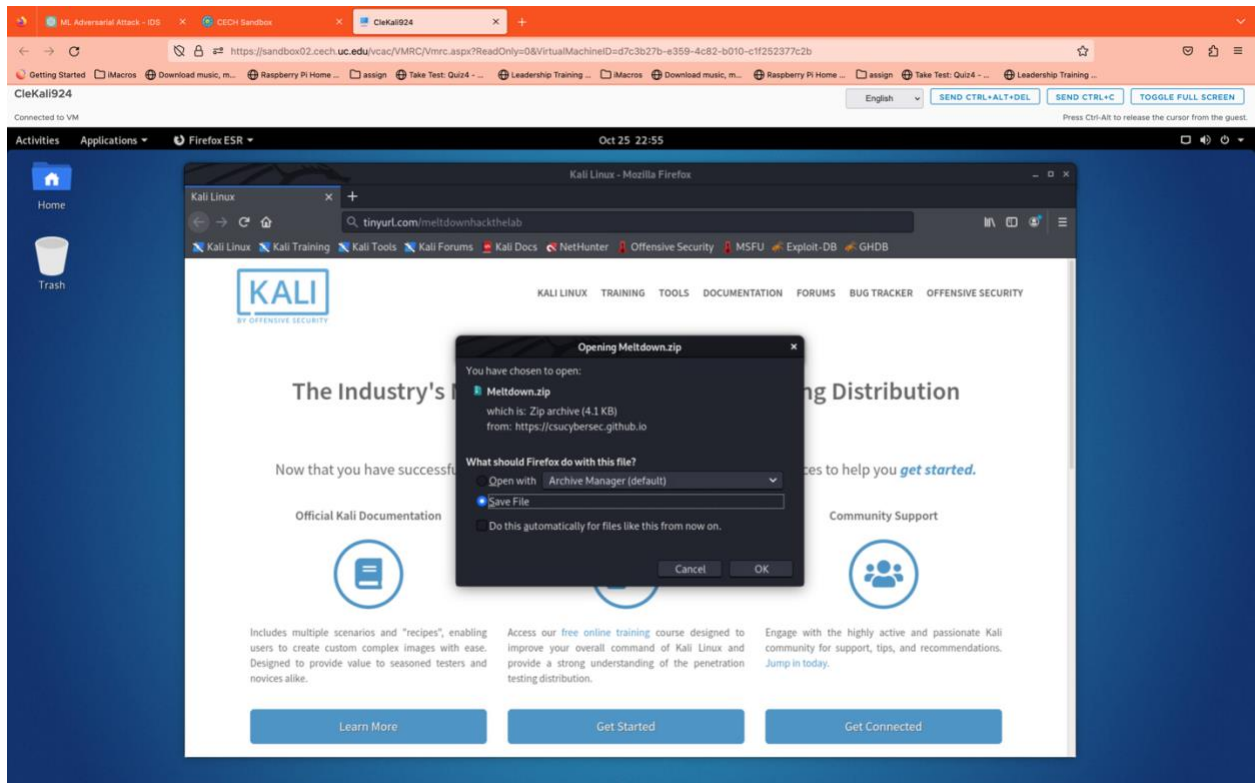 ML Adversarial Attack - IDS
CECH Sandbox
CleKali924
https://sandbox02.cech.uc.edu/vcac/VMRC/Vmrc.aspx?ReadOnly=0&VirtualMachineID=d7c3b27b-e359-4c82-b010-c1f252377c2b
Getting Started iMacros Download music, m... Raspberry Pi Home ... assign Take Test: Quiz4 - ... Leadership Training ... iMacros Download music, m... Raspberry Pi Home ... assign Take Test: Quiz4 - ... Leadership Training ...
CleKali924
English SEND CTRL+ALT+DEL SEND CTRL+C TOGGLE FULL SCREEN
Connected to VM
Press Ctrl-Alt to release the cursor from the guest.
Activities Applications Firefox ESR Oct 25 22:55
Home
Trash
Kali Linux - Mozilla Firefox
Kali Linux
tinyurl.com/meltdownhackthelab
Kali Linux Kali Training Kali Tools Kali Forums Kali Docs NetHunter Offensive Security MSFU Exploit-DB GHDB
KALI
BY OFFENSIVE SECURITY
KALI LINUX TRAINING TOOLS DOCUMENTATION FORUMS BUG TRACKER OFFENSIVE SECURITY
Opening Meltdown.zip
You have chosen to open:
Meltdown.zip
which is: Zip archive (4.1 KB)
from: https://csucybersec.github.io
What should Firefox do with this file?
Open with Archive Manager (default)
Save File
Do this automatically for files like this from now on.
Cancel OK
The Industry's ng Distribution
Now that you have successfu ces to help you get started.
Official Kali Documentation
Community Support
Includes multiple scenarios and "recipes", enabling
users to create custom complex images with ease.
Designed to provide value to seasoned testers and
novices alike.
Access our free online training course designed to
improve your overall command of Kali Linux and
provide a strong understanding of the penetration
testing distribution.
Engage with the highly active and passionate Kali
community for support, tips, and recommendations.
Jump in today.
Learn More
Get Started
Get Connected